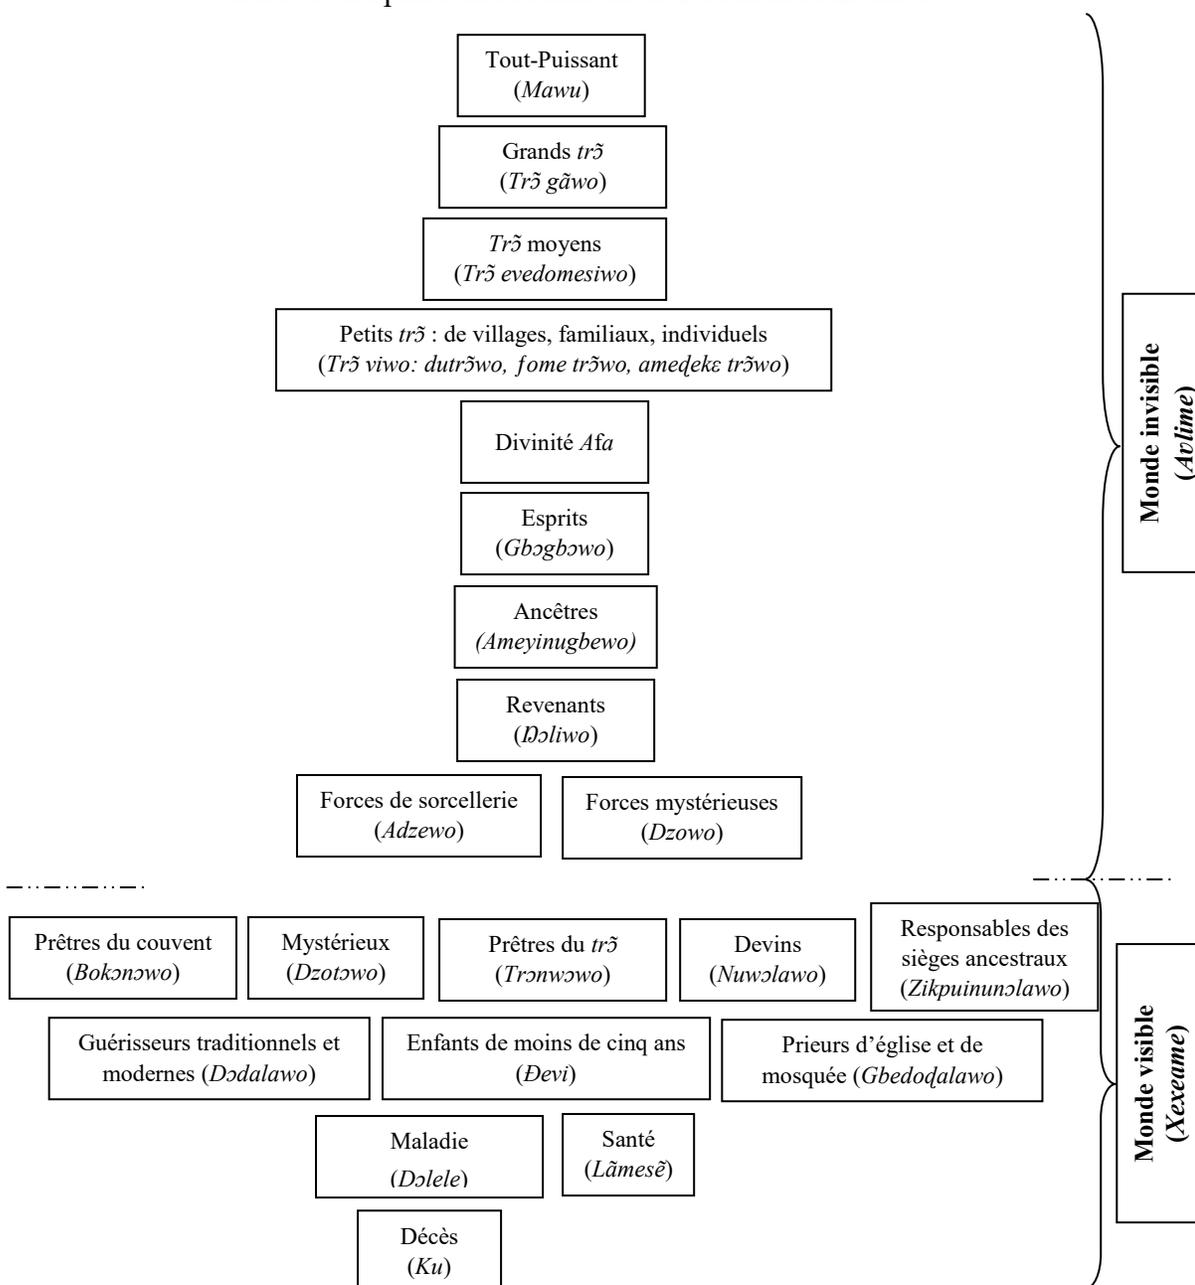 Tout-Puissant
(Mawu)
Grands trɔ̃
(Trɔ̃ gãwo)
Trɔ̃ moyens
(Trɔ̃ evedomesiwo)
Petits trɔ̃ : de villages, familiaux, individuels
(Trɔ̃ viwo: dutrɔ̃wo, ƒome trɔ̃wo, ameɖekɛ trɔ̃wo)
Divinité Afa
Esprits
(Gbɔgbɔwo)
Ancêtres
(Ameyinugbewo)
Revenants
(Ŋɔliwo)
Forces de sorcellerie
(Adzewo)
Forces mystérieuses
(Dzowo)
Monde invisible
(Aʋlime)
Prêtres du couvent
(Bokɔnɔwo)
Mystérieux
(Dzotɔwo)
Prêtres du trɔ̃
(Trɔnwɔwo)
Devins
(Nuwɔlawo)
Responsables des
sièges ancestraux
(Zikpuinunɔlawo)
Guérisseurs traditionnels et
modernes (Dɔdalawo)
Enfants de moins de cinq ans
(Ɖevi)
Prieurs d’église et de
mosquée (Gbedoɖalawo)
Maladie
(Dɔlele)
Santé
(Lãmesẽ)
Décès
(Ku)
Monde visible
(Xexeame)